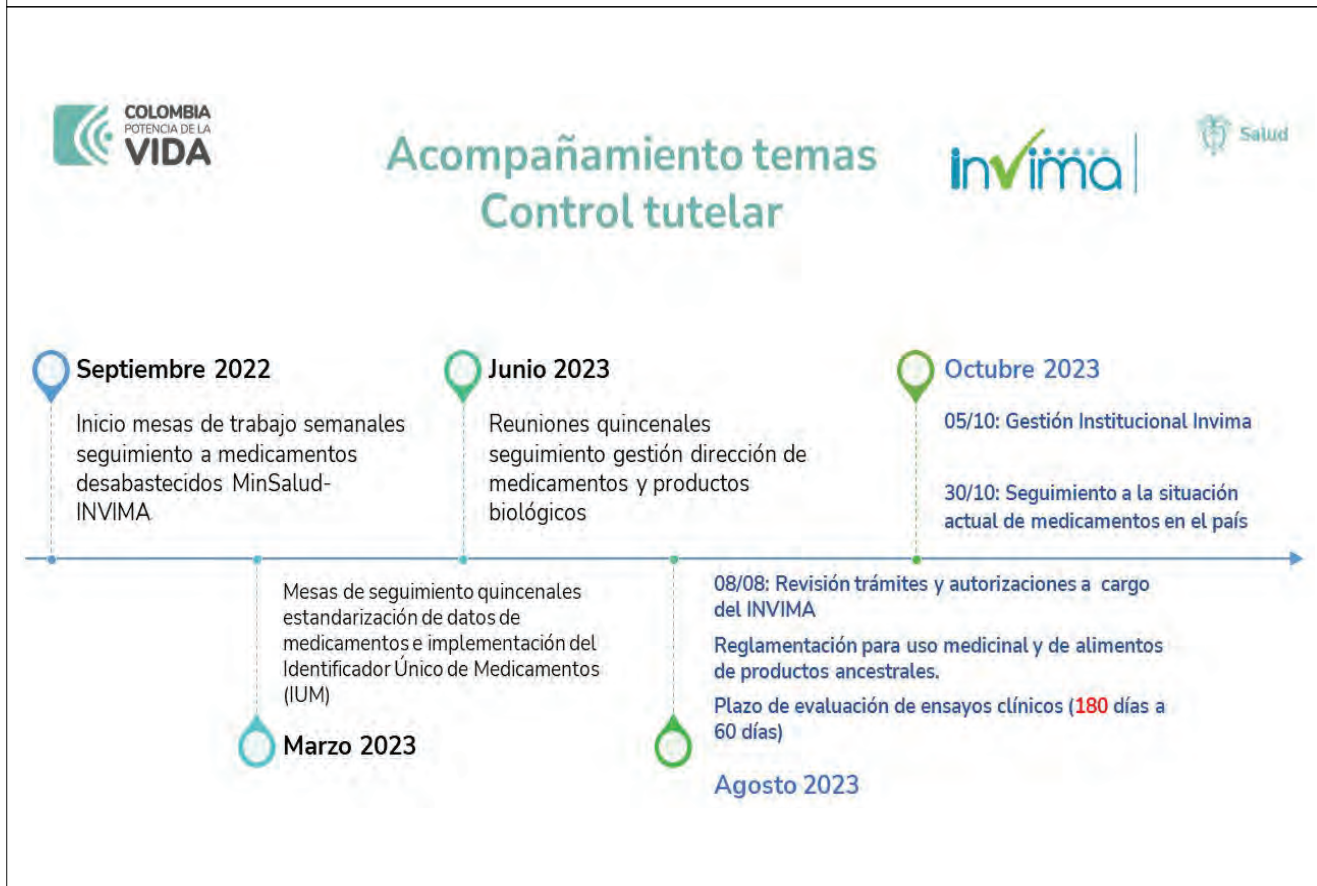 COLOMBIA
POTENCIA DE LA
VIDA
Acompañamiento temas
Control tutelar
invima
Salud
Septiembre 2022
Inicio mesas de trabajo semanales
seguimiento a medicamentos
desabastecidos MinSalud-
INVIMA
Junio 2023
Reuniones quincenales
seguimiento gestión dirección de
medicamentos y productos
biológicos
Octubre 2023
05/10: Gestión Institucional Invima
30/10: Seguimiento a la situación
actual de medicamentos en el país
Mesas de seguimiento quincenales
estandarización de datos de
medicamentos e implementación del
Identificador Único de Medicamentos
(IUM)
Marzo 2023
08/08: Revisión trámites y autorizaciones a cargo
del INVIMA
Reglamentación para uso medicinal y de alimentos
de productos ancestrales.
Plazo de evaluación de ensayos clínicos (180 días a
60 días)
Agosto 2023